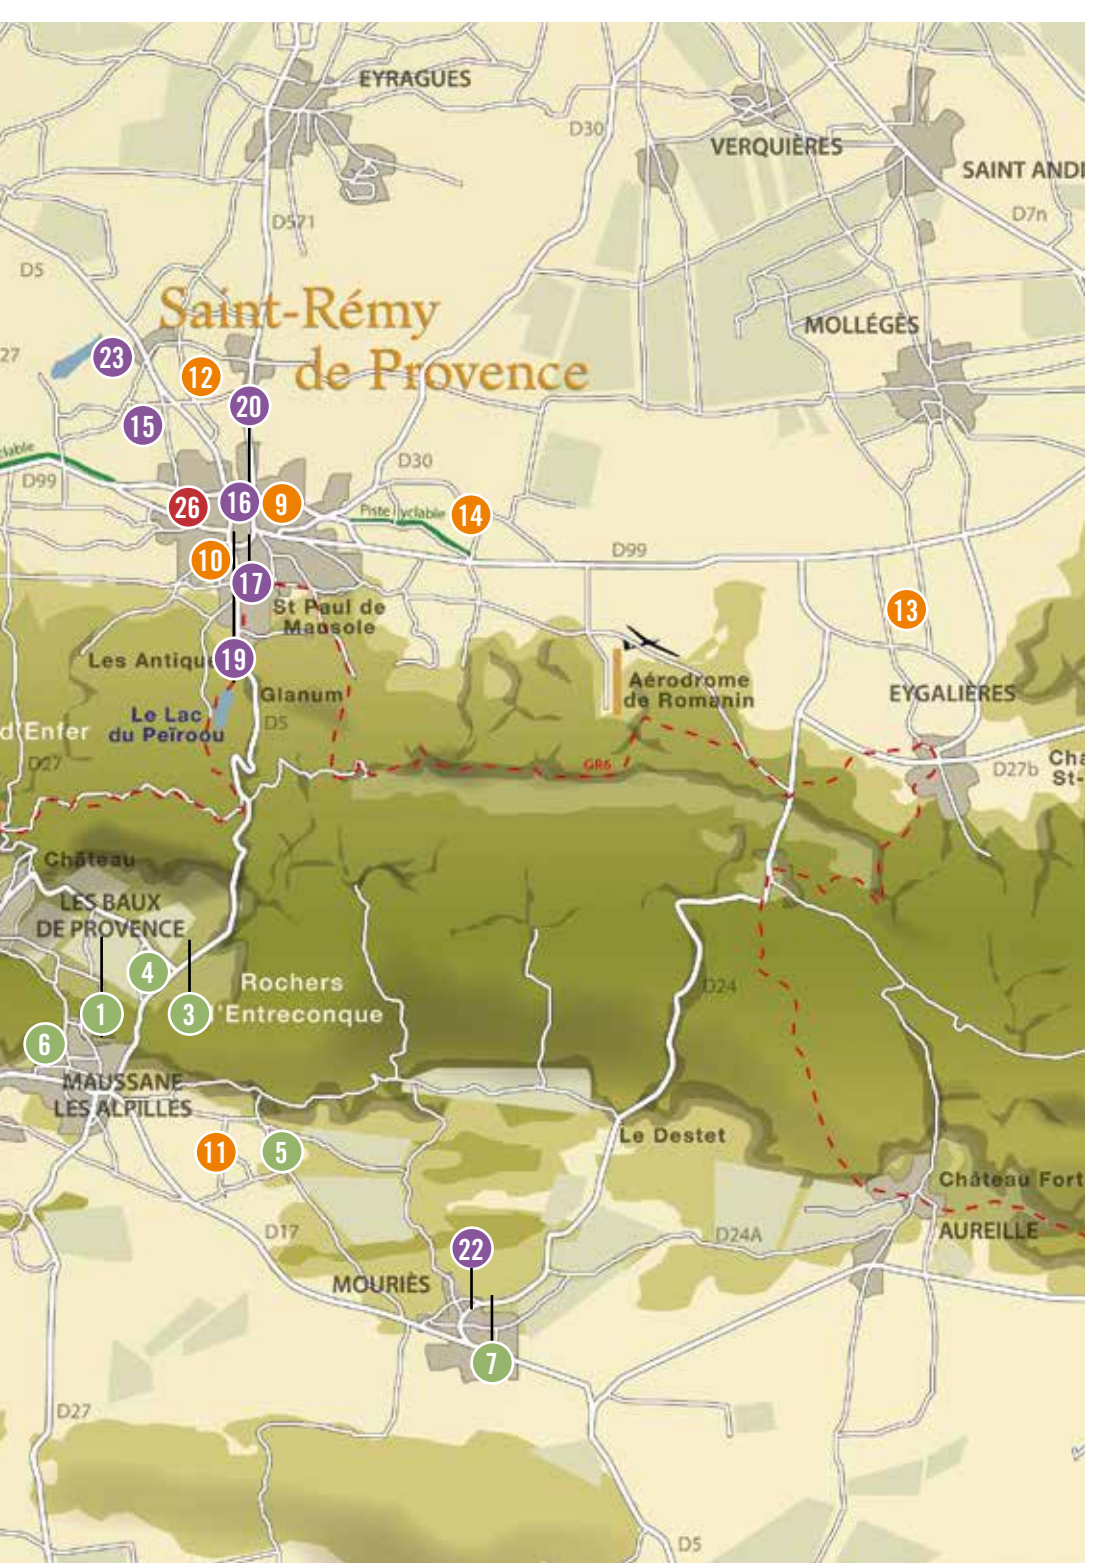 EYRAGUES
D30
VERQUIÈRES
SAINT ANDI
D7n
D571
D5
Saint-Rémy
de Provence
MOLLÉGÈS
27
23
12
20
15
clable
D99
D30
26
16
9
Piste cyclable
14
10
D99
17
13
St Paul de
Mausole
Les Antique
19
Aérodrome
de Romanin
EYGALIÈRES
Glanum
Le Lac
du Peïroou
D5
d'Enfer
D27
GR6
D27b
Cha
St-
Château
LES BAUX
DE PROVENCE
4
Rochers
l'Entreconque
D24
1
3
6
MAUSSANE
LES ALPILLES
Le Destet
11
5
Château Fort
AUREILLE
D17
D24A
22
MOURIÈS
7
D27
D5